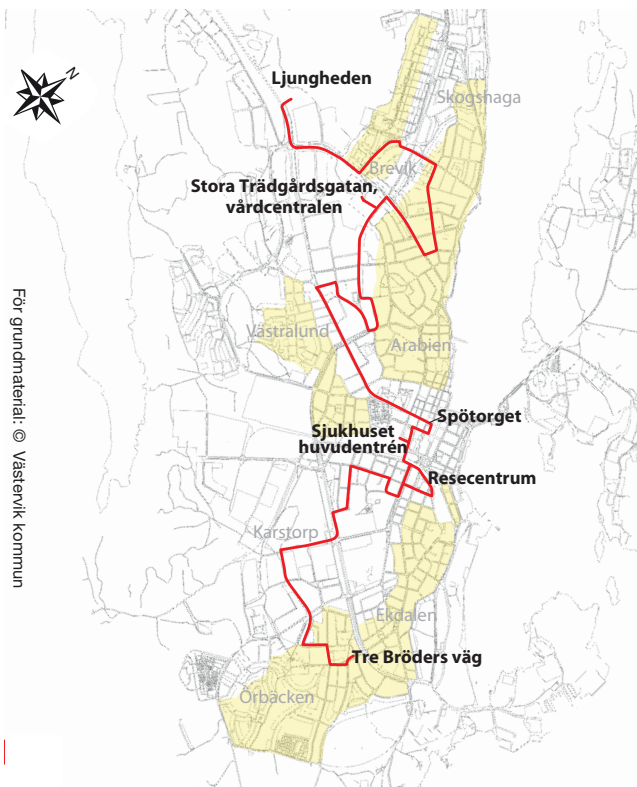 N
Ljungheden
Skogshaga
Brevik
Stora Trädgårdsgatan,
vårdcentralen
Västralund
Arabien
Spötorget
Sjukhuset
huvudentrén
Resecentrum
Karstorp
Ekdalen
Tre Bröders väg
Örbäcken
För grundmaterial: © Västervik kommun